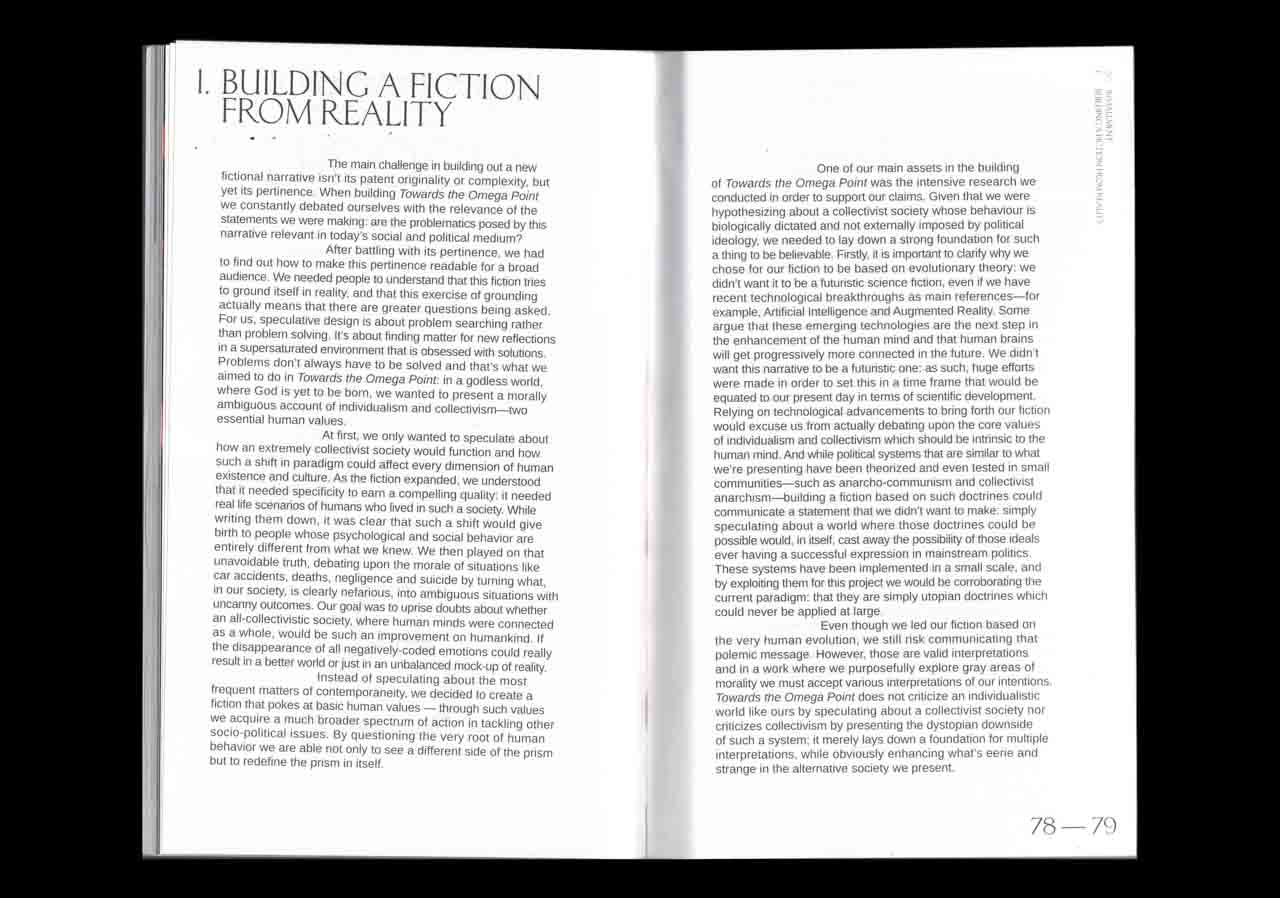 I. BUILDING A FICTION
FROM REALITY
The main challenge in building out a new
fictional narrative isn't its patent originality or complexity, but
yet its pertinence. When building Towards the Omega Point
we constantly debated ourselves with the relevance of the
statements we were making: are the problematics posed by this
narrative relevant in today's social and political medium?
After battling with its pertinence, we had
to find out how to make this pertinence readable for a broad
audience. We needed people to understand that this fiction tries
to ground itself in reality, and that this exercise of grounding
actually means that there are greater questions being asked.
For us, speculative design is about problem searching rather
than problem solving. It's about finding matter for new reflections
in a supersaturated environment that is obsessed with solutions.
Problems don't always have to be solved and that's what we
aimed to do in Towards the Omega Point: in a godless world,
where God is yet to be born, we wanted to present a morally
ambiguous account of individualism and collectivism—two
essential human values.
At first, we only wanted to speculate about
how an extremely collectivist society would function and how
such a shift in paradigm could affect every dimension of human
existence and culture. As the fiction expanded, we understood
that it needed specificity to earn a compelling quality: it needed
real life scenarios of humans who lived in such a society. While
writing them down, it was clear that such a shift would give
birth to people whose psychological and social behavior are
entirely different from what we knew. We then played on that
unavoidable truth, debating upon the morale of situations like
car accidents, deaths, negligence and suicide by turning what,
in our society, is clearly nefarious, into ambiguous situations with
uncanny outcomes. Our goal was to uprise doubts about whether
an all-collectivistic society, where human minds were connected
as a whole, would be such an improvement on humankind. If
the disappearance of all negatively-coded emotions could really
result in a better world or just in an unbalanced mock-up of reality.
Instead of speculating about the most
frequent matters of contemporaneity, we decided to create a
fiction that pokes at basic human values — through such values
we acquire a much broader spectrum of action in tackling other
socio-political issues. By questioning the very root of human
behavior we are able not only to see a different side of the prism
but to redefine the prism in itself.
One of our main assets in the building
of Towards the Omega Point was the intensive research we
conducted in order to support our claims. Given that we were
hypothesizing about a collectivist society whose behaviour is
biologically dictated and not externally imposed by political
ideology, we needed to lay down a strong foundation for such
a thing to be believable. Firstly, it is important to clarify why we
chose for our fiction to be based on evolutionary theory: we
didn't want it to be a futuristic science fiction, even if we have
recent technological breakthroughs as main references—for
example, Artificial Intelligence and Augmented Reality. Some
argue that these emerging technologies are the next step in
the enhancement of the human mind and that human brains
will get progressively more connected in the future. We didn't
want this narrative to be a futuristic one: as such, huge efforts
were made in order to set this in a time frame that would be
equated to our present day in terms of scientific development.
Relying on technological advancements to bring forth our fiction
would excuse us from actually debating upon the core values
of individualism and collectivism which should be intrinsic to the
human mind. And while political systems that are similar to what
we're presenting have been theorized and even tested in small
communities—such as anarcho-communism and collectivist
anarchism—building a fiction based on such doctrines could
communicate a statement that we didn't want to make: simply
speculating about a world where those doctrines could be
possible would, in itself, cast away the possibility of those ideals
ever having a successful expression in mainstream politics.
These systems have been implemented in a small scale, and
by exploiting them for this project we would be corroborating the
current paradigm: that they are simply utopian doctrines which
could never be applied at large.
Even though we led our fiction based on
the very human evolution, we still risk communicating that
polemic message. However, those are valid interpretations
and in a work where we purposefully explore gray areas of
morality we must accept various interpretations of our intentions.
Towards the Omega Point does not criticize an individualistic
world like ours by speculating about a collectivist society nor
criticizes collectivism by presenting the dystopian downside
of such a system; it merely lays down a foundation for multiple
interpretations, while obviously enhancing what's eerie and
strange in the alternative society we present.
BUILDING A FICTION FROM REALITY
78 — 79